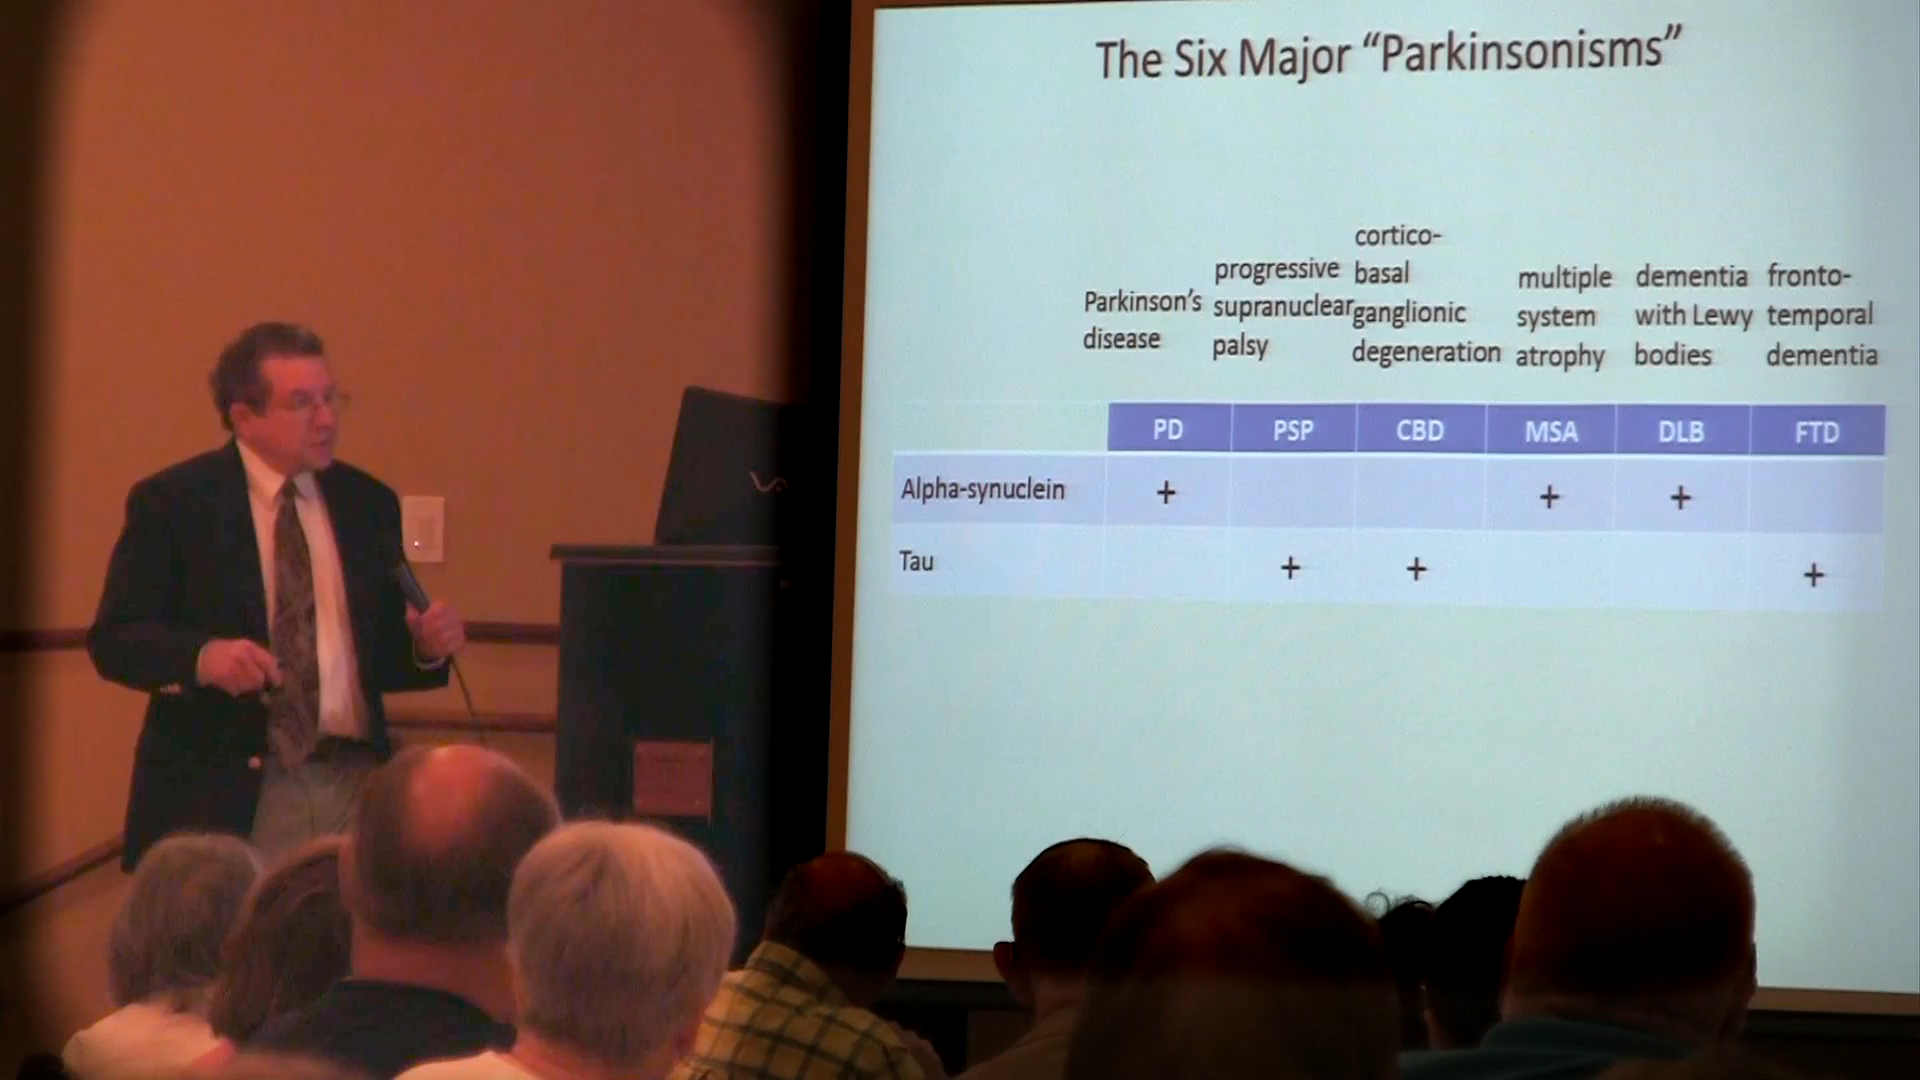 The Six Major “Parkinsonisms”
Parkinson’s
disease
progressive
supranuclear
palsy
cortico-
basal
ganglionic
degeneration
multiple
system
atrophy
dementia
with Lewy
bodies
fronto-
temporal
dementia
PD PSP CBD MSA DLB FTD
Alpha-synuclein + + +
Tau + + +